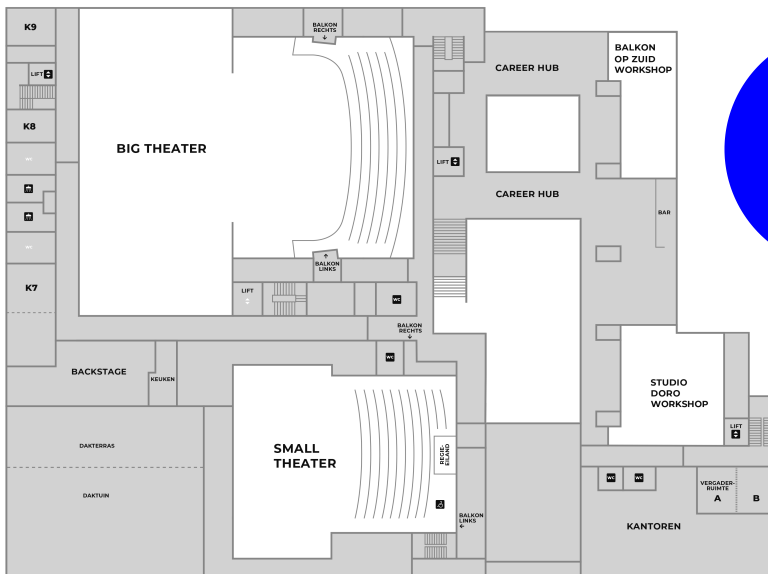 K9
BALKON
RECHTS
LIFT
K8
WC
WC
K7
BIG THEATER
BALKON
LINKS
LIFT
WC
BALKON
RECHTS
WC
CAREER HUB
LIFT
CAREER HUB
BALKON
OP ZUID
WORKSHOP
BAR
BACKSTAGE
KEUKEN
DAKTERRAS
DAKTUIN
SMALL
THEATER
REGIE-
EILAND
BALKON
LINKS
STUDIO
DORO
WORKSHOP
LIFT
WC
WC
VERGADER-
RUIMTE
A
B
KANTOREN